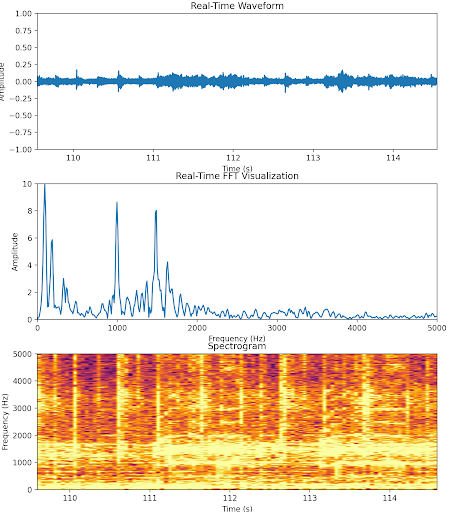 Real-Time Waveform
1.00
0.75
0.50
0.25
0.00
−0.25
−0.50
−0.75
−1.00
Amplitude
110 111 112 113 114
Time (s)
Real-Time FFT Visualization
10
8
6
4
2
0
Amplitude
0 1000 2000 3000 4000 5000
Frequency (Hz)
Spectrogram
5000
4000
3000
2000
1000
0
Frequency (Hz)
110 111 112 113 114
Time (s)